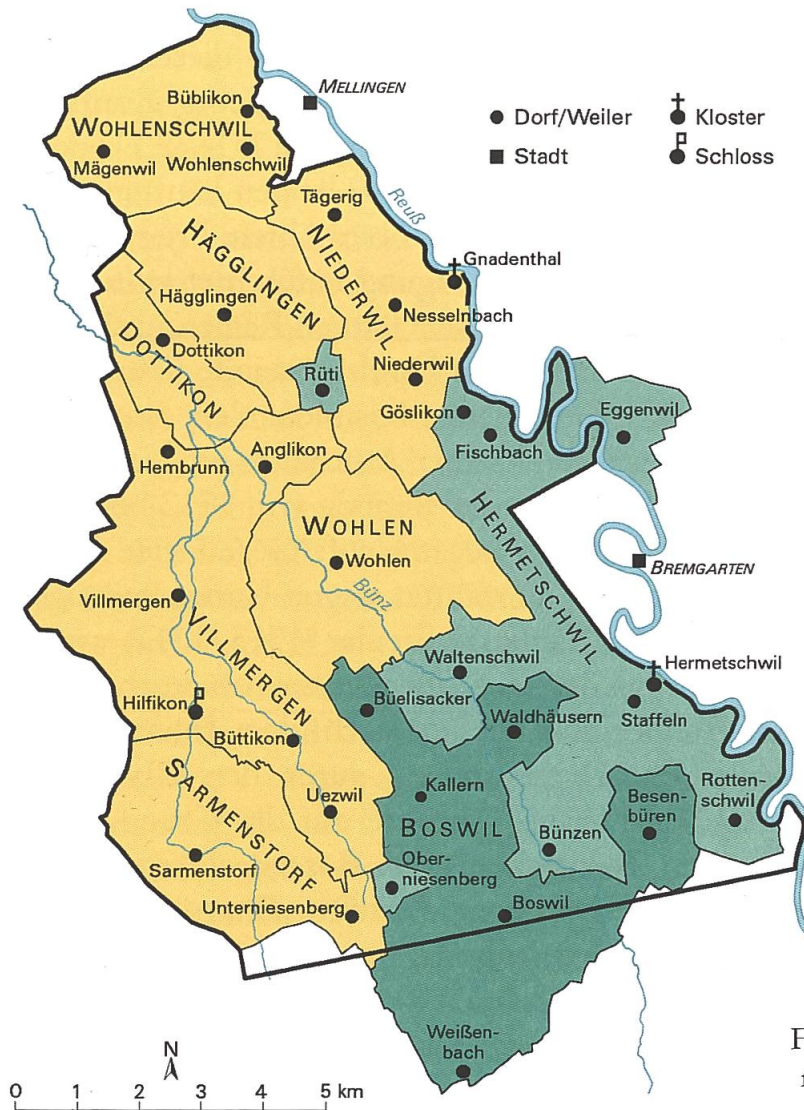 MELLINGEN
Büblikon
WOHLENSCHWIL
Mägenwil
Wohlenschwil
Dorf/Weiler
Kloster
Stadt
Schloss
Reuß
Tägerig
HÄGGLINGEN
NIEDERWIL
Gnadenthal
Hägglingen
Nesselnbach
DOTTIKON
Dottikon
Rüti
Niederwil
Göslikon
Eggenwil
Fischbach
Hembrunn
Anglikon
HERMETSCHWIL
WOHLEN
Wohlen
BREMGARTEN
Bünz
Villmergen
VILLMERGEN
Waltenschwil
Hermetschwil
Staffeln
Hilfikon
Büelisacker
Waldhäusern
Büttikon
SARMENSTORF
Uezwil
Kallern
BOSWIL
Bünzen
Besen-
büren
Rotten-
schwil
Sarmenstorf
Ober-
niesenberg
Unterniesenberg
Boswil
Weißen-
bach
N
0 1 2 3 4 5 km